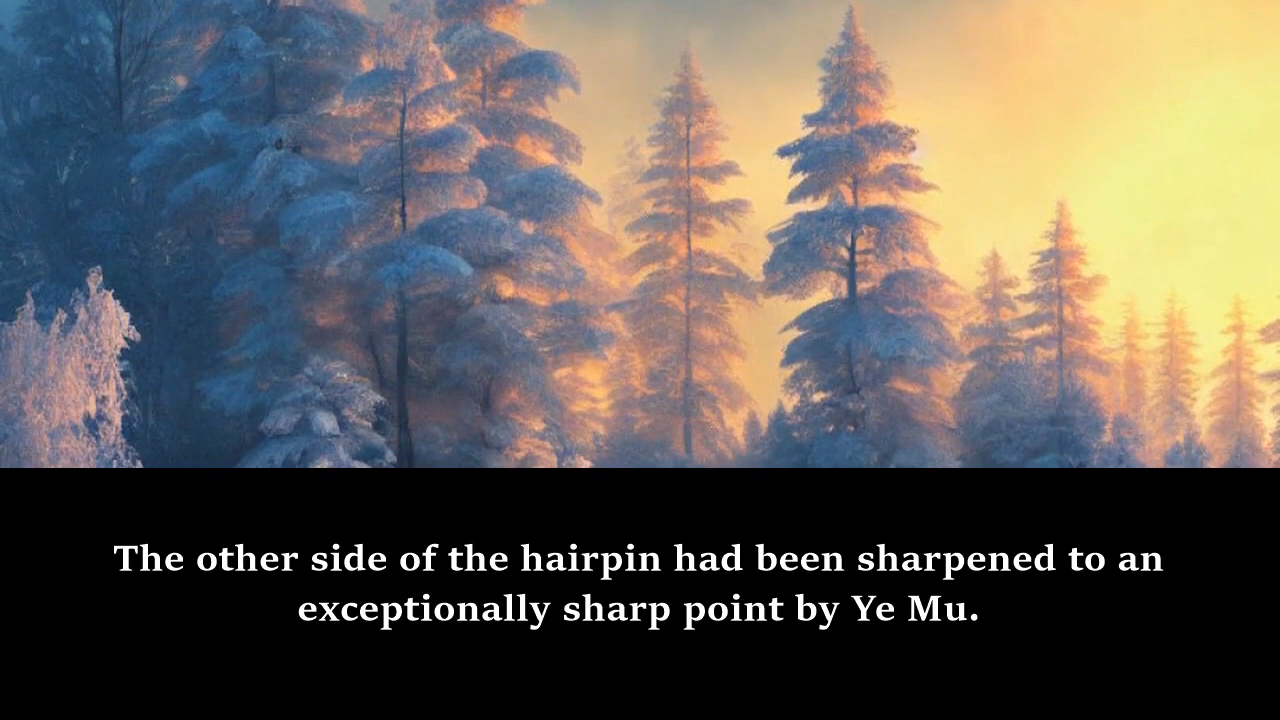 The other side of the hairpin had been sharpened to an
exceptionally sharp point by Ye Mu.